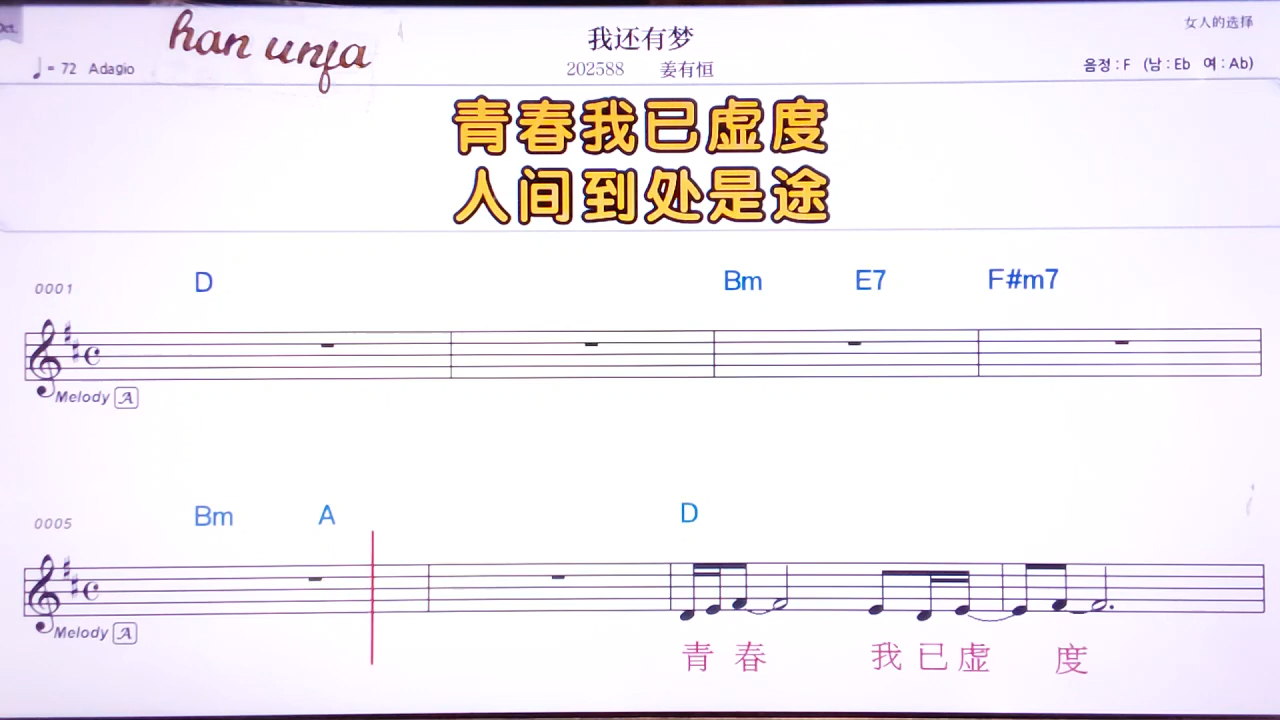 Oct.
han unfa
我还有梦
女人的选择
♩= 72 Adagio
202588 姜有恒
음정 : F (남 : Eb 여 : Ab)
青春我已虚度
人间到处是途
D Bm E7 F#m7
0001
Melody A
Bm A D
0005
Melody A
青 春 我 已 虚 度